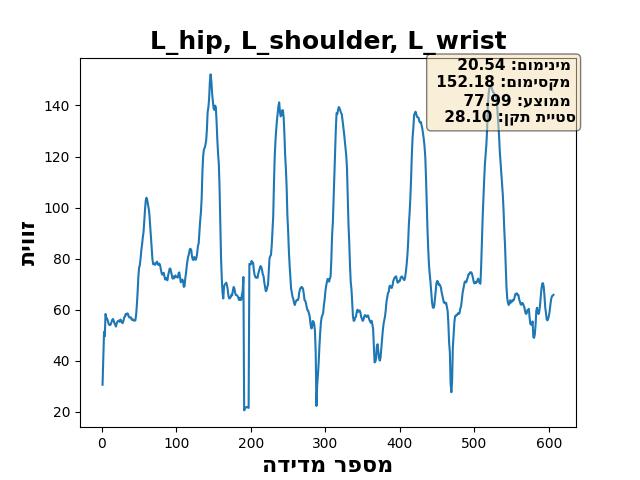 L_hip, L_shoulder, L_wrist
מינימום: 20.54
מקסימום: 152.18
ממוצע: 77.99
סטיית תקן: 28.10
זווית
140
120
100
80
60
40
20
0 100 200 300 400 500 600
מספר מדידה